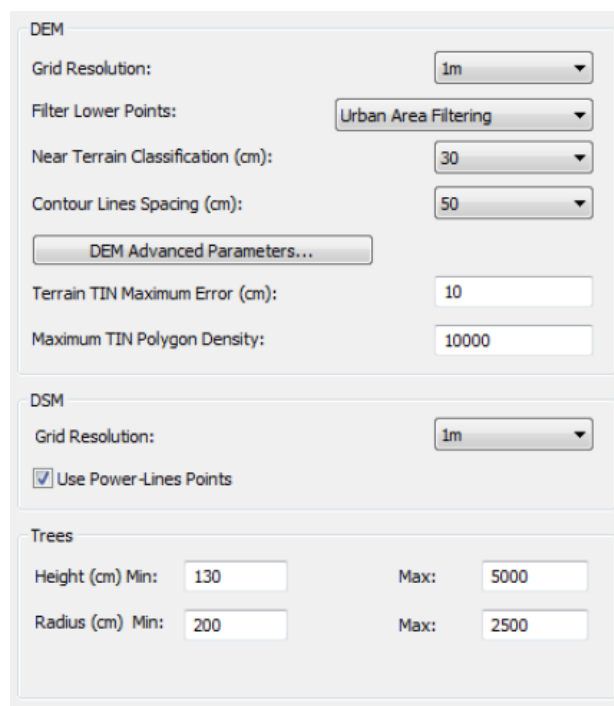 DEM
Grid Resolution: 1m
Filter Lower Points: Urban Area Filtering
Near Terrain Classification (cm): 30
Contour Lines Spacing (cm): 50
DEM Advanced Parameters...
Terrain TIN Maximum Error (cm): 10
Maximum TIN Polygon Density: 10000
DSM
Grid Resolution: 1m
Use Power-Lines Points
Trees
Height (cm) Min: 130 Max: 5000
Radius (cm) Min: 200 Max: 2500